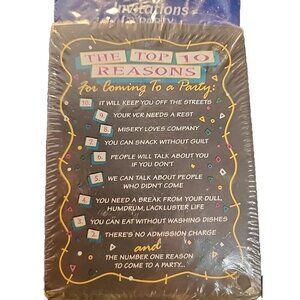 Invitations
PARTY
THE TOP 10
REASONS
For Coming To a Party:
10. IT WILL KEEP YOU OFF THE STREETS
9. YOUR VCR NEEDS A REST
8. MISERY LOVES COMPANY
7. YOU CAN SNACK WITHOUT GUILT
6. PEOPLE WILL TALK ABOUT YOU
IF YOU DON'T
5. WE CAN TALK ABOUT PEOPLE
WHO DIDN'T COME
4. YOU NEED A BREAK FROM YOUR DULL,
HUMDRUM, LACKLUSTER LIFE
3. YOU CAN EAT WITHOUT WASHING DISHES
2. THERE'S NO ADMISSION CHARGE
and
THE NUMBER ONE REASON
TO COME TO A PARTY...